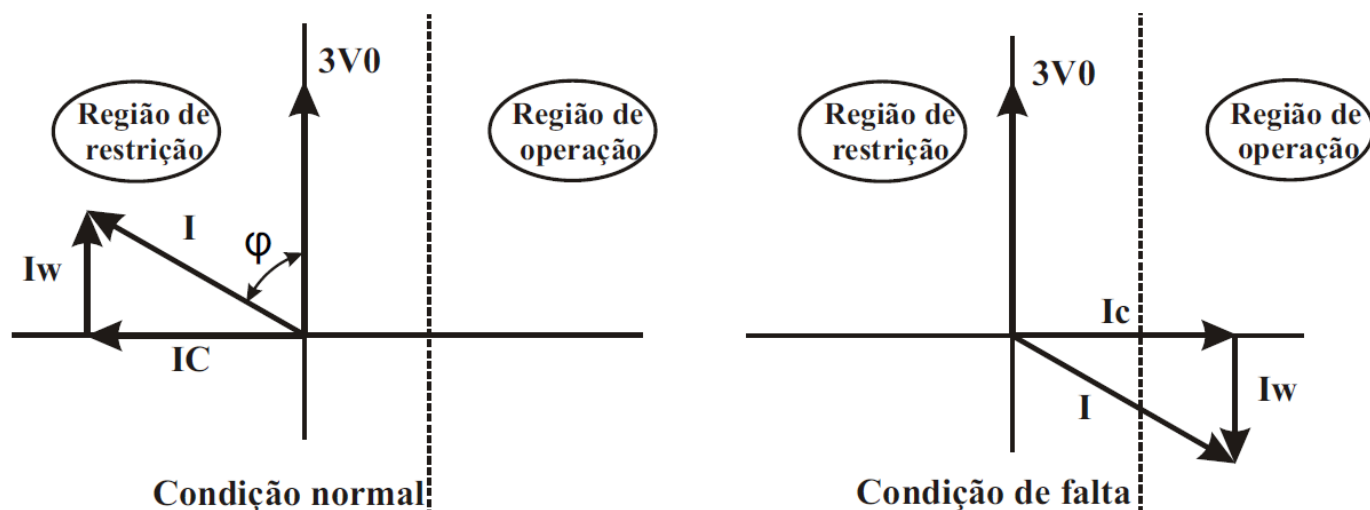 3V0
Região de
restrição
Região de
operação
I
φ
Iw
IC
Condição normal
3V0
Região de
restrição
Região de
operação
Ic
Iw
I
Condição de falta